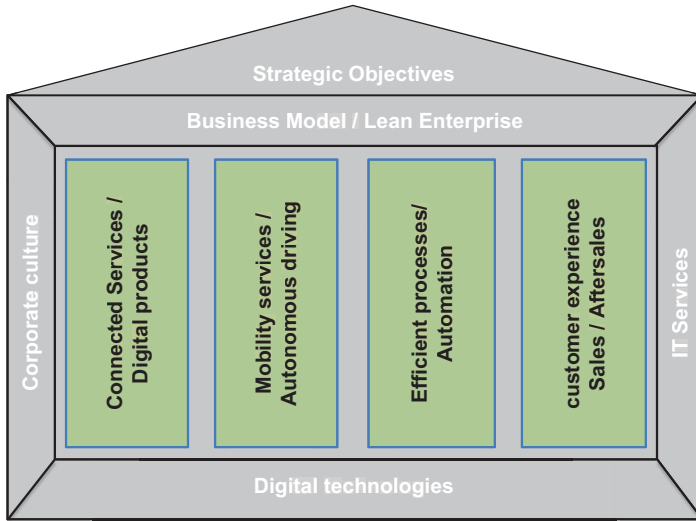 Strategic Objectives
Business Model / Lean Enterprise
Corporate culture
Connected Services /
Digital products
Mobility services /
Autonomous driving
Efficient processes/
Automation
customer experience
Sales / Aftersales
IT Services
Digital technologies